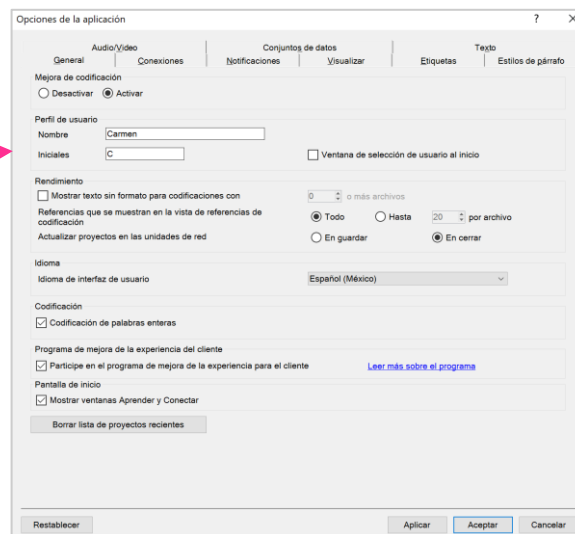 Opciones de la aplicación ? X
Audio/Video Conjuntos de datos Texto
General Conexiones Notificaciones Visualizar Etiquetas Estilos de párrafo
Mejora de codificación
Desactivar Activar
Perfil de usuario
Nombre Carmen
Iniciales C Ventana de selección de usuario al inicio
Rendimiento
Mostrar texto sin formato para codificaciones con 0 o más archivos
Referencias que se muestran en la vista de referencias de
codificación Todo Hasta 20 por archivo
Actualizar proyectos en las unidades de red En guardar En cerrar
Idioma
Idioma de interfaz de usuario Español (México)
Codificación
Codificación de palabras enteras
Programa de mejora de la experiencia del cliente
Participe en el programa de mejora de la experiencia para el cliente Leer más sobre el programa
Pantalla de inicio
Mostrar ventanas Aprender y Conectar
Borrar lista de proyectos recientes
Restablecer Aplicar Aceptar Cancelar